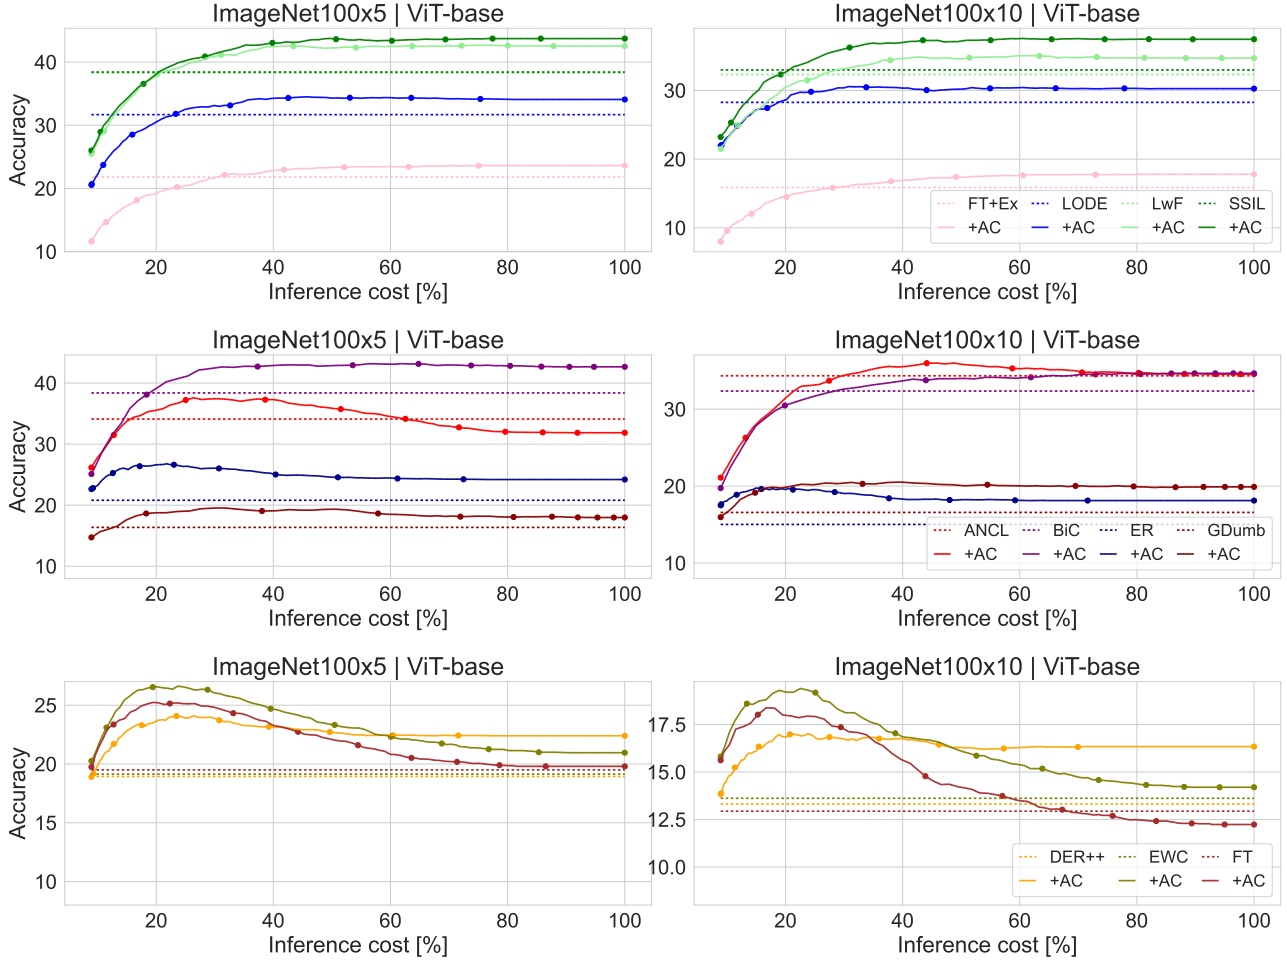 ImageNet100x5 | ViT-base
ImageNet100x10 | ViT-base
Accuracy
40
30
20
10
20 40 60 80 100
Inference cost [%]
30
20
10
FT+Ex LODE LwF SSIL
+AC +AC +AC +AC
20 40 60 80 100
Inference cost [%]
ImageNet100x5 | ViT-base
ImageNet100x10 | ViT-base
Accuracy
40
30
20
10
20 40 60 80 100
Inference cost [%]
30
20
10
ANCL BiC ER GDumb
+AC +AC +AC +AC
20 40 60 80 100
Inference cost [%]
ImageNet100x5 | ViT-base
ImageNet100x10 | ViT-base
Accuracy
25
20
15
10
20 40 60 80 100
Inference cost [%]
17.5
15.0
12.5
10.0
DER++ EWC FT
+AC +AC +AC
20 40 60 80 100
Inference cost [%]